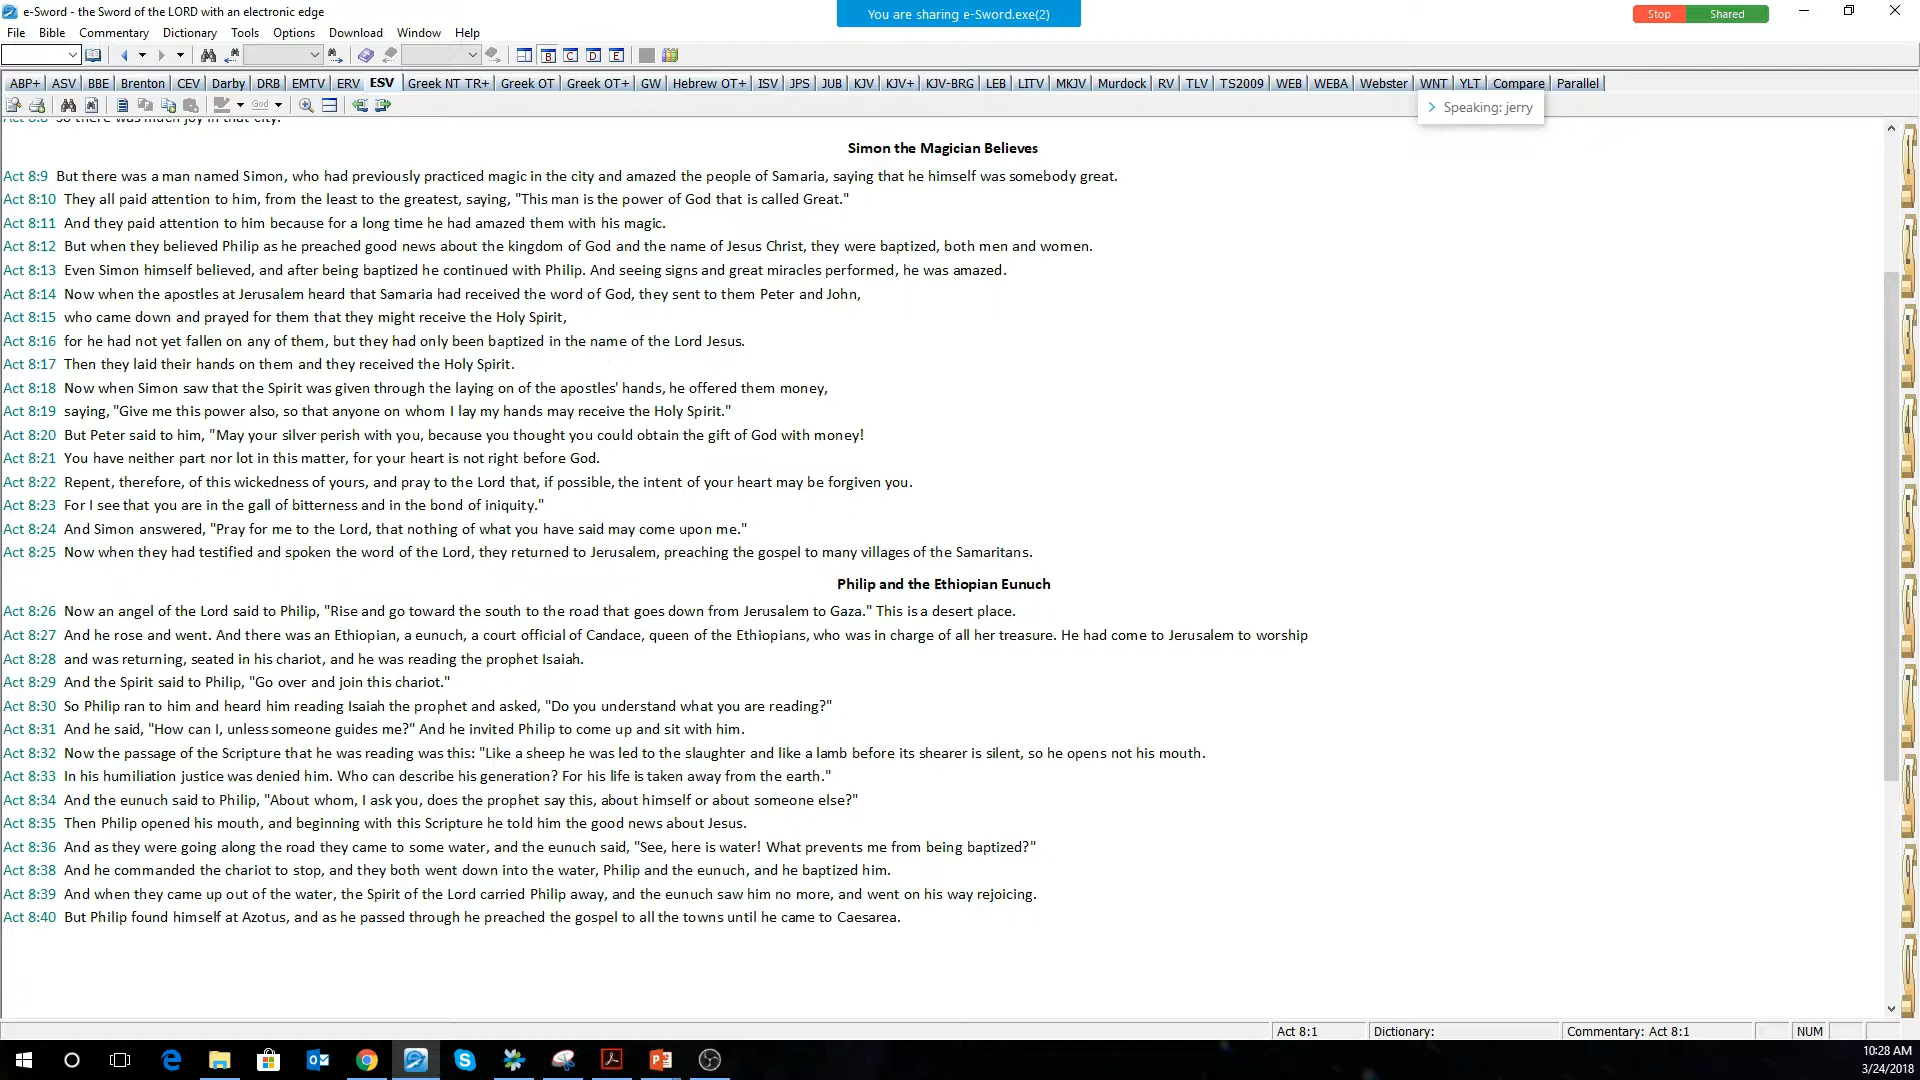 e-Sword - the Sword of the LORD with an electronic edge
You are sharing e-Sword.exe(2)
Stop Shared
File Bible Commentary Dictionary Tools Options Download Window Help
B C D E
ABP+ ASV BBE Brenton CEV Darby DRB EMTV ERV ESV Greek NT TR+ Greek OT Greek OT+ GW Hebrew OT+ ISV JPS JUB KJV KJV+ KJV-BRG LEB LITV MKJV Murdock RV TLV TS2009 WEB WEBA Webster WNT YLT Compare Parallel
God
Speaking: jerry
Act 8:8 So there was much joy in that city.
Simon the Magician Believes
Act 8:9 But there was a man named Simon, who had previously practiced magic in the city and amazed the people of Samaria, saying that he himself was somebody great.
Act 8:10 They all paid attention to him, from the least to the greatest, saying, "This man is the power of God that is called Great."
Act 8:11 And they paid attention to him because for a long time he had amazed them with his magic.
Act 8:12 But when they believed Philip as he preached good news about the kingdom of God and the name of Jesus Christ, they were baptized, both men and women.
Act 8:13 Even Simon himself believed, and after being baptized he continued with Philip. And seeing signs and great miracles performed, he was amazed.
Act 8:14 Now when the apostles at Jerusalem heard that Samaria had received the word of God, they sent to them Peter and John,
Act 8:15 who came down and prayed for them that they might receive the Holy Spirit,
Act 8:16 for he had not yet fallen on any of them, but they had only been baptized in the name of the Lord Jesus.
Act 8:17 Then they laid their hands on them and they received the Holy Spirit.
Act 8:18 Now when Simon saw that the Spirit was given through the laying on of the apostles' hands, he offered them money,
Act 8:19 saying, "Give me this power also, so that anyone on whom I lay my hands may receive the Holy Spirit."
Act 8:20 But Peter said to him, "May your silver perish with you, because you thought you could obtain the gift of God with money!
Act 8:21 You have neither part nor lot in this matter, for your heart is not right before God.
Act 8:22 Repent, therefore, of this wickedness of yours, and pray to the Lord that, if possible, the intent of your heart may be forgiven you.
Act 8:23 For I see that you are in the gall of bitterness and in the bond of iniquity."
Act 8:24 And Simon answered, "Pray for me to the Lord, that nothing of what you have said may come upon me."
Act 8:25 Now when they had testified and spoken the word of the Lord, they returned to Jerusalem, preaching the gospel to many villages of the Samaritans.
Philip and the Ethiopian Eunuch
Act 8:26 Now an angel of the Lord said to Philip, "Rise and go toward the south to the road that goes down from Jerusalem to Gaza." This is a desert place.
Act 8:27 And he rose and went. And there was an Ethiopian, a eunuch, a court official of Candace, queen of the Ethiopians, who was in charge of all her treasure. He had come to Jerusalem to worship
Act 8:28 and was returning, seated in his chariot, and he was reading the prophet Isaiah.
Act 8:29 And the Spirit said to Philip, "Go over and join this chariot."
Act 8:30 So Philip ran to him and heard him reading Isaiah the prophet and asked, "Do you understand what you are reading?"
Act 8:31 And he said, "How can I, unless someone guides me?" And he invited Philip to come up and sit with him.
Act 8:32 Now the passage of the Scripture that he was reading was this: "Like a sheep he was led to the slaughter and like a lamb before its shearer is silent, so he opens not his mouth.
Act 8:33 In his humiliation justice was denied him. Who can describe his generation? For his life is taken away from the earth."
Act 8:34 And the eunuch said to Philip, "About whom, I ask you, does the prophet say this, about himself or about someone else?"
Act 8:35 Then Philip opened his mouth, and beginning with this Scripture he told him the good news about Jesus.
Act 8:36 And as they were going along the road they came to some water, and the eunuch said, "See, here is water! What prevents me from being baptized?"
Act 8:38 And he commanded the chariot to stop, and they both went down into the water, Philip and the eunuch, and he baptized him.
Act 8:39 And when they came up out of the water, the Spirit of the Lord carried Philip away, and the eunuch saw him no more, and went on his way rejoicing.
Act 8:40 But Philip found himself at Azotus, and as he passed through he preached the gospel to all the towns until he came to Caesarea.
Act 8:1 Dictionary: Commentary: Act 8:1 NUM
10:28 AM
3/24/2018